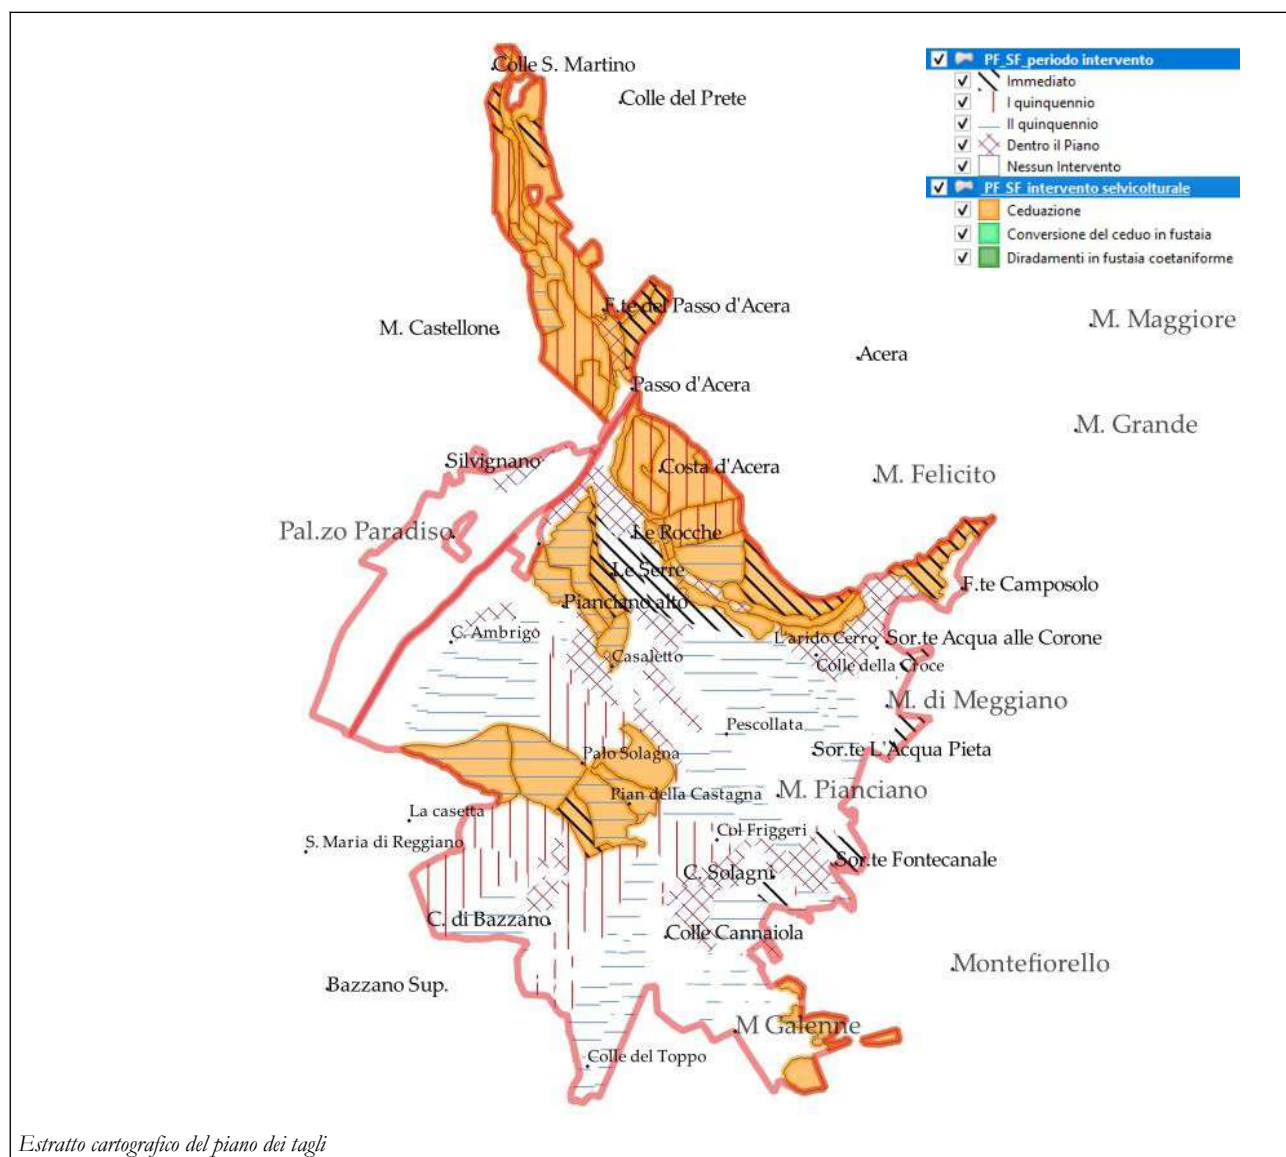 Colle S. Martino
Colle del Prete
PF_SF_periodo intervento
Immediato
I quinquennio
II quinquennio
Dentro il Piano
Nessun Intervento
PF_SF_intervento selvicolturale
Ceduazione
Conversione del ceduo in fustaia
Diradamenti in fustaia coetaniforme
F.te del Passo d'Acera
M. Castellone
M. Maggiore
Acera
Passo d'Acera
M. Grande
Silvignano
Costa d'Acera
M. Felicito
Pal.zo Paradiso
Le Rocche
Le Serre
F.te Camposolo
Pianciano alto
C. Ambrigo
L'arido Cerro
Sor.te Acqua alle Corone
Casaletto
Colle della Croce
M. di Meggiano
Pescollata
Palo Solagna
Sor.te L'Acqua Pieta
Pian della Castagna
M. Pianciano
La casetta
Col Friggeri
S. Maria di Reggiano
Sor.te Fontecanale
C. Solagni
C. di Bazzano
Colle Cannaiola
Montefiorello
Bazzano Sup.
M Galenne
Colle del Toppo
Estratto cartografico del piano dei tagli